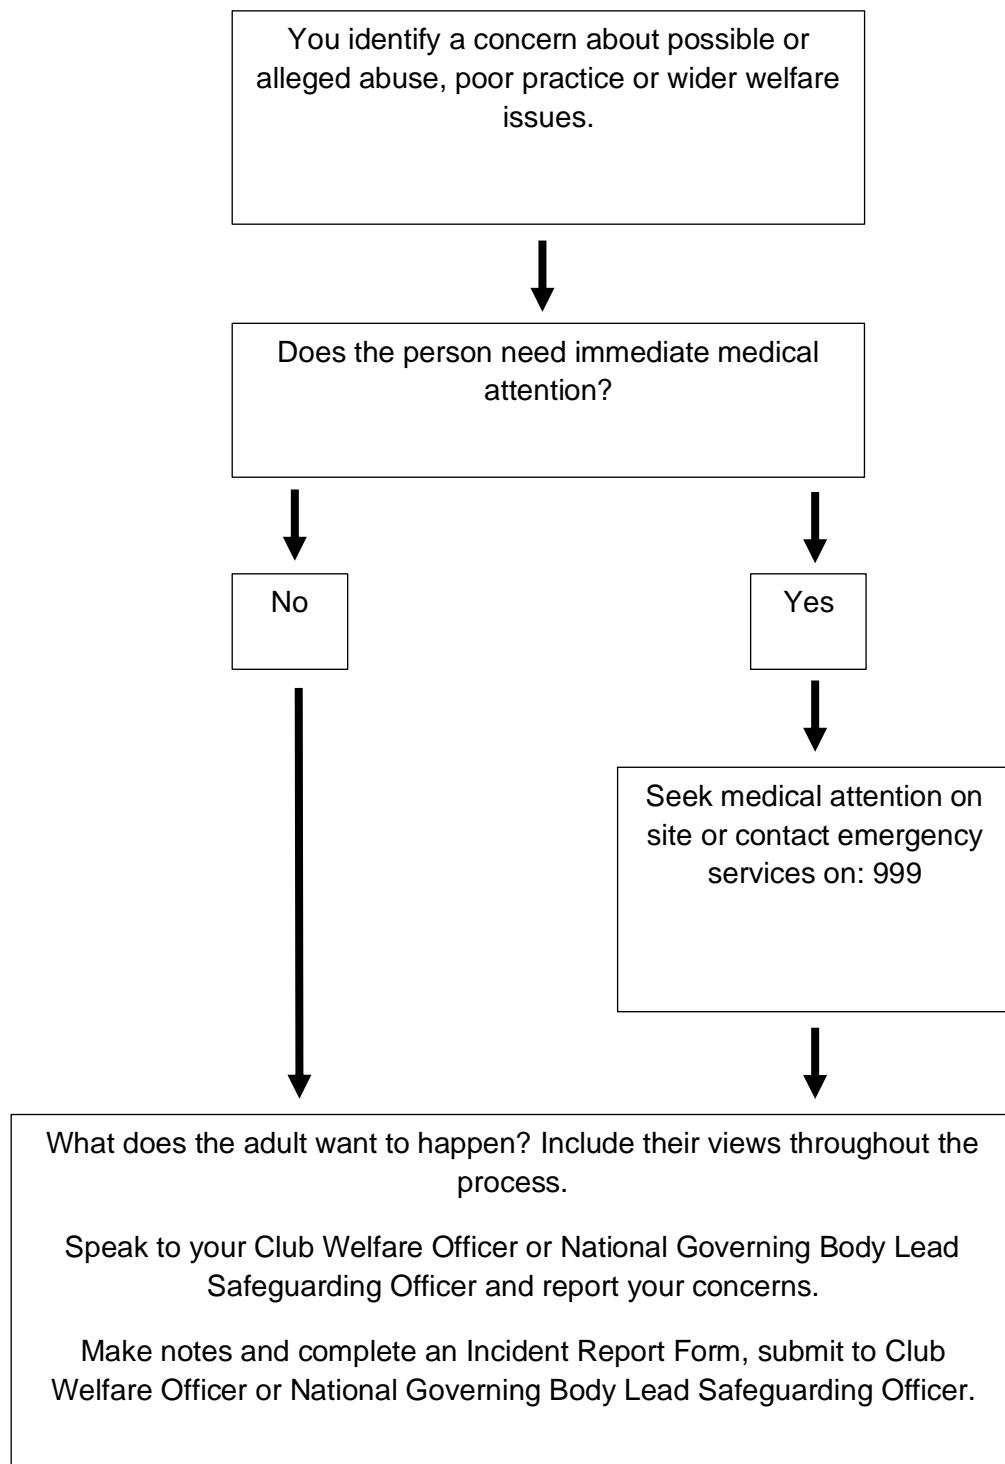 You identify a concern about possible or
alleged abuse, poor practice or wider welfare
issues.
Does the person need immediate medical
attention?
No
Yes
Seek medical attention on
site or contact emergency
services on: 999
What does the adult want to happen? Include their views throughout the
process.
Speak to your Club Welfare Officer or National Governing Body Lead
Safeguarding Officer and report your concerns.
Make notes and complete an Incident Report Form, submit to Club
Welfare Officer or National Governing Body Lead Safeguarding Officer.